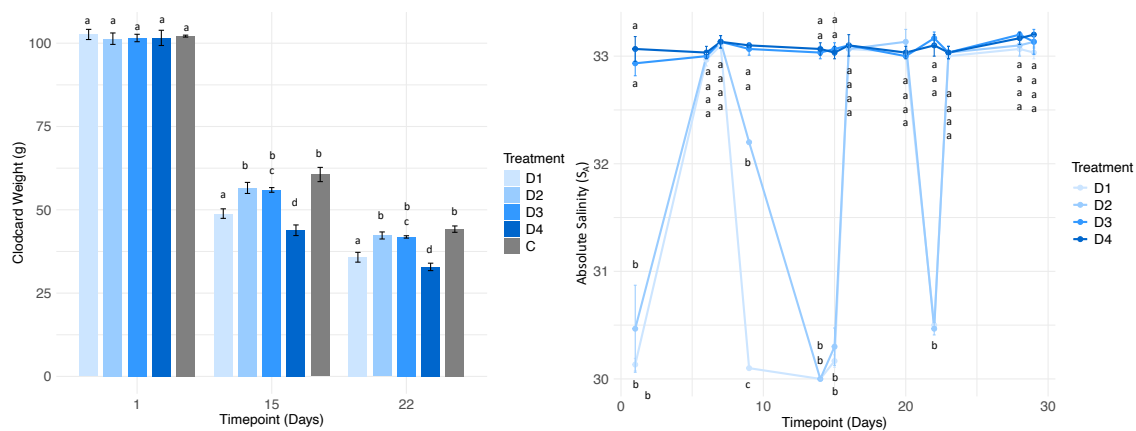 a a a a a
100
75
50
25
0
a
b
b
c
d
b
a
b
b
c
d
b
1
15
22
Timepoint (Days)
Clodcard Weight (g)
Treatment
D1
D2
D3
D4
C
33
32
31
30
Absolute Salinity (SA)
a
a
b
b
b
a
a
a
a
a
a
a
a
a
a
b
c
a
a
b
b
a
a
b
b
a
a
a
a
a
a
a
a
a
a
b
a
a
a
a
a
a
a
a
a
a
a
a
0
10
20
30
Timepoint (Days)
Treatment
D1
D2
D3
D4